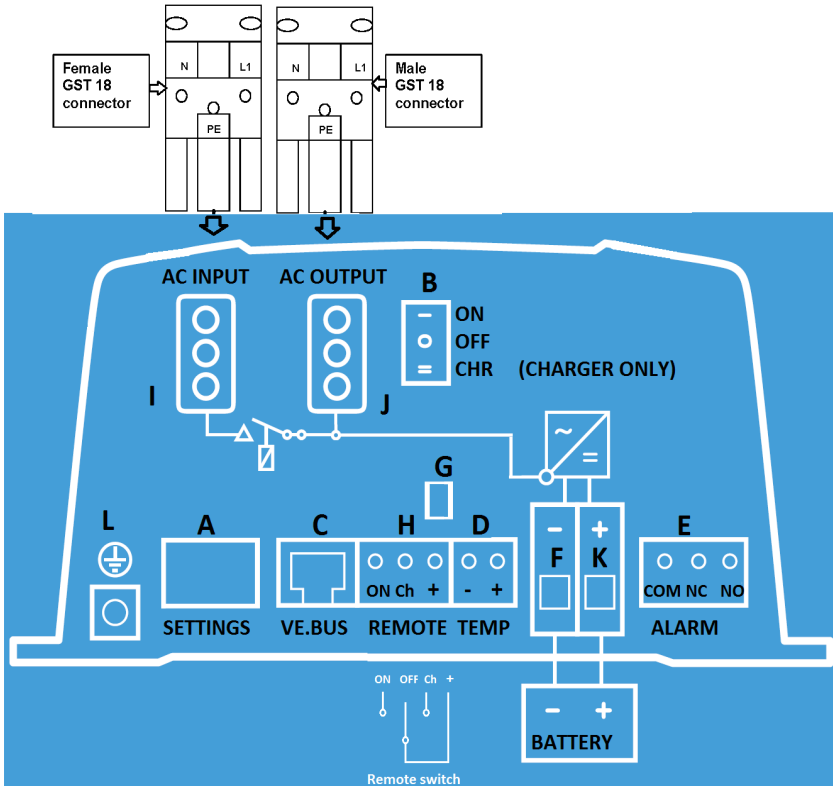 Female
GST 18
connector
N L1
PE
N L1
PE
Male
GST 18
connector
AC INPUT
AC OUTPUT
B
ON
OFF
CHR (CHARGER ONLY)
I
J
G
L
A
C
H
D
F
K
E
- +
ON Ch +
- +
COM NC NO
SETTINGS
VE.BUS
REMOTE
TEMP
ALARM
ON OFF Ch +
- +
BATTERY
Remote switch